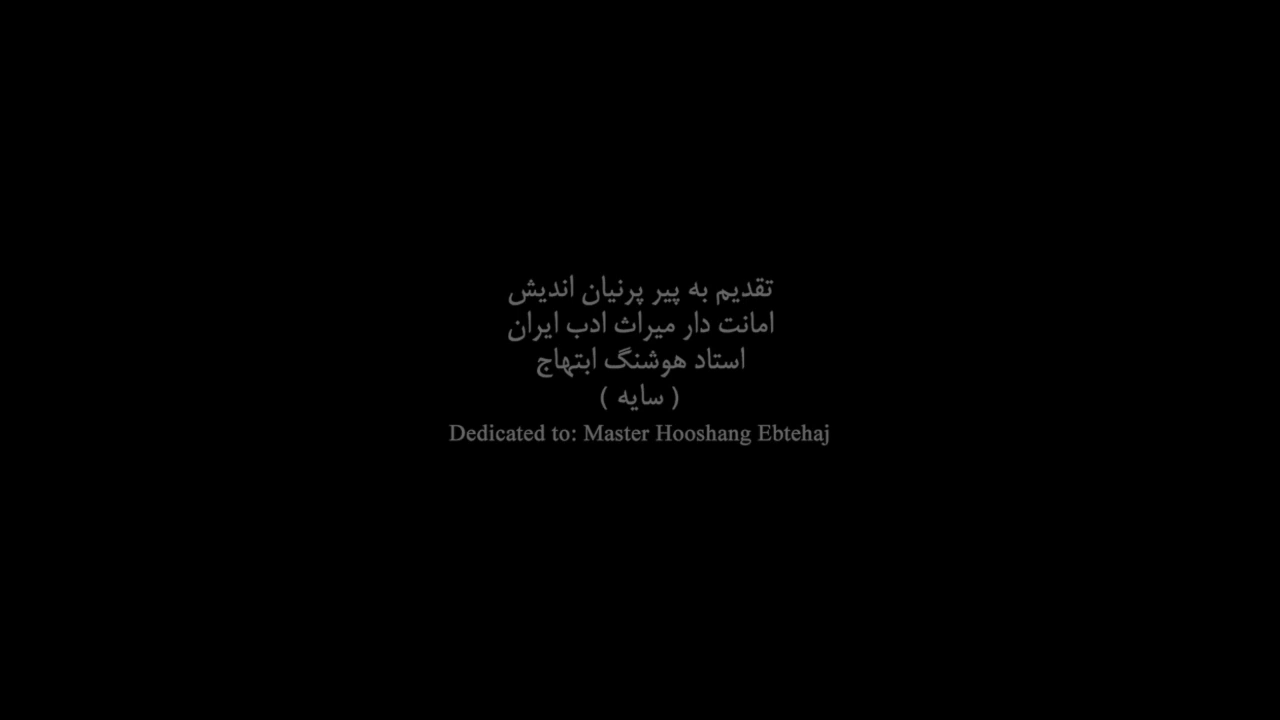 تقدیم به پیر پرنیان اندیش
امانت دار میراث ادب ایران
استاد هوشنگ ابتهاج
( سایه )
Dedicated to: Master Hooshang Ebtehaj